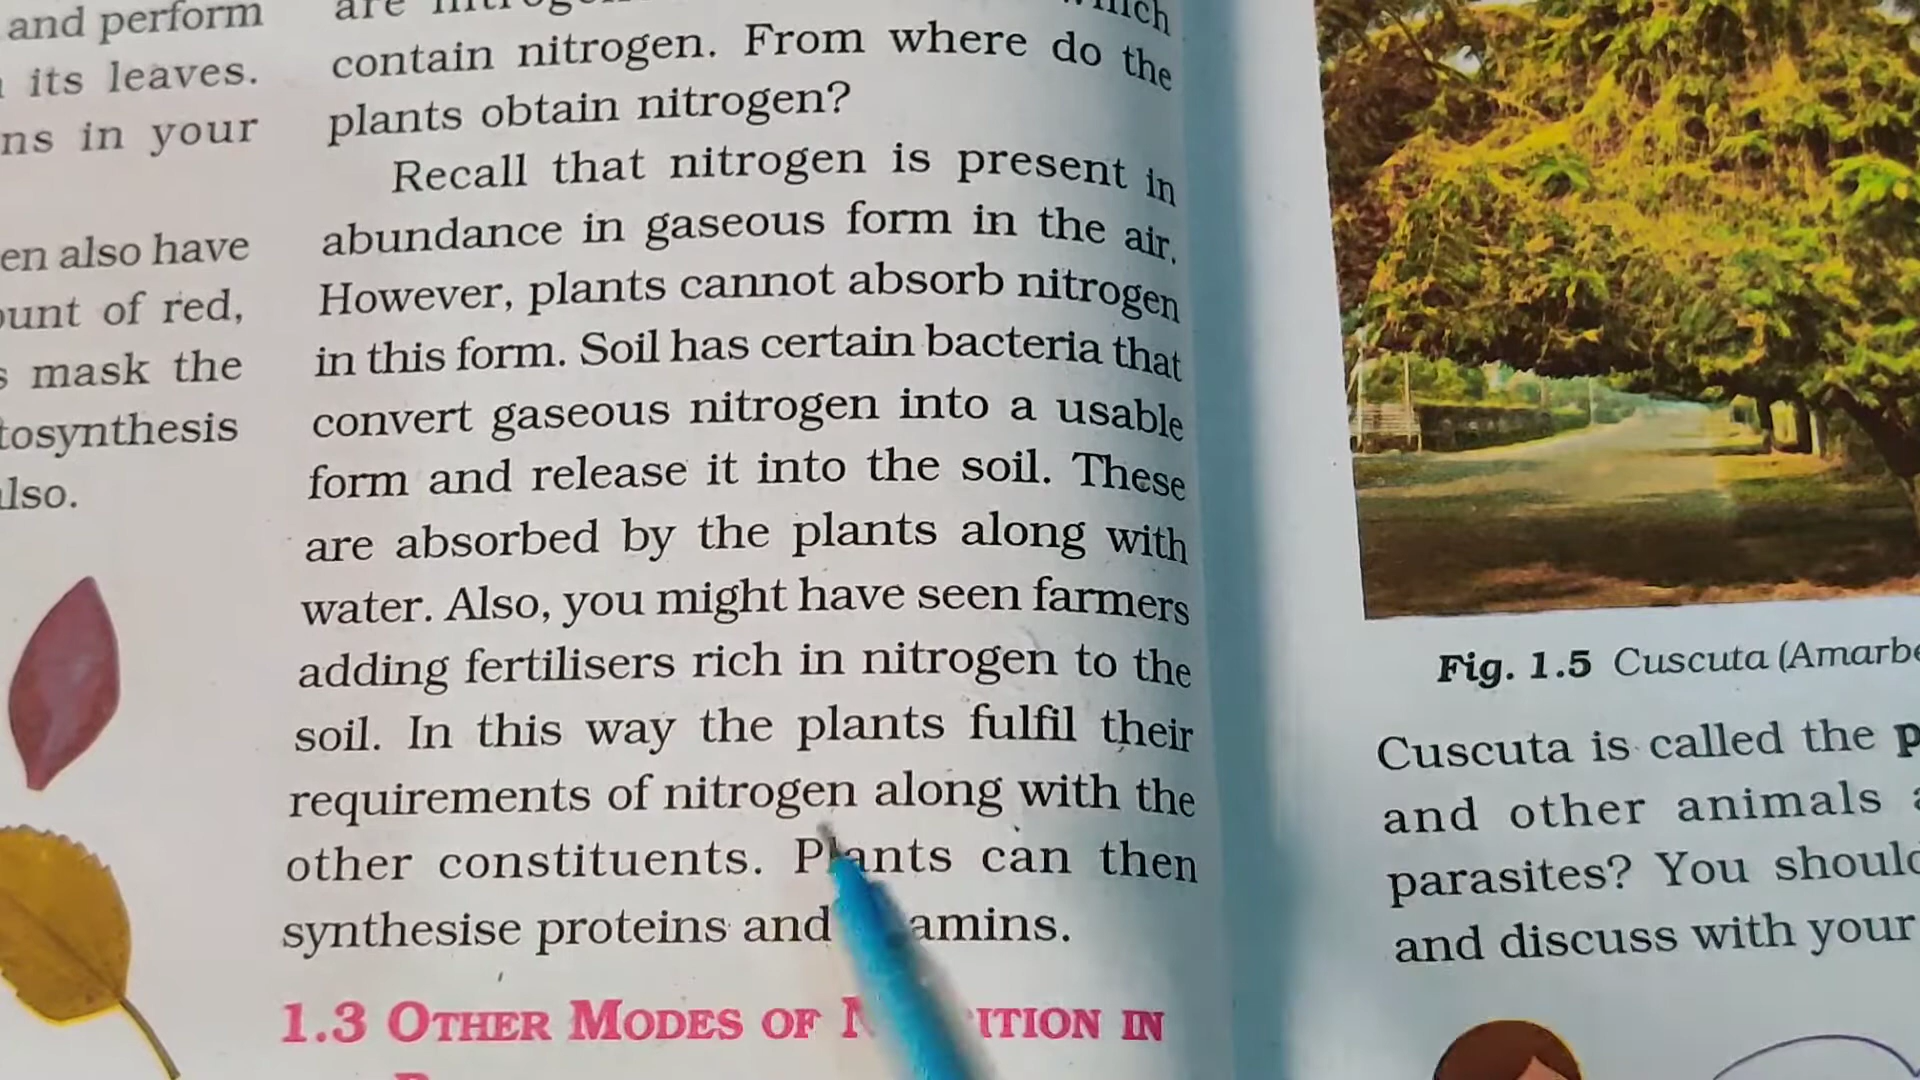 and perform
its leaves.
ns in your
en also have
ount of red,
mask the
tosynthesis
also.
are
contain nitrogen. From where do the
plants obtain nitrogen?
Recall that nitrogen is present in
abundance in gaseous form in the air.
However, plants cannot absorb nitrogen
in this form. Soil has certain bacteria that
convert gaseous nitrogen into a usable
form and release it into the soil. These
are absorbed by the plants along with
water. Also, you might have seen farmers
adding fertilisers rich in nitrogen to the
soil. In this way the plants fulfil their
requirements of nitrogen along with the
other constituents. Plants can then
synthesise proteins and amins.
1.3 OTHER MODES OF N ITION IN
Fig. 1.5 Cuscuta (Amarbe
Cuscuta is called the p
and other animals a
parasites? You should
and discuss with your